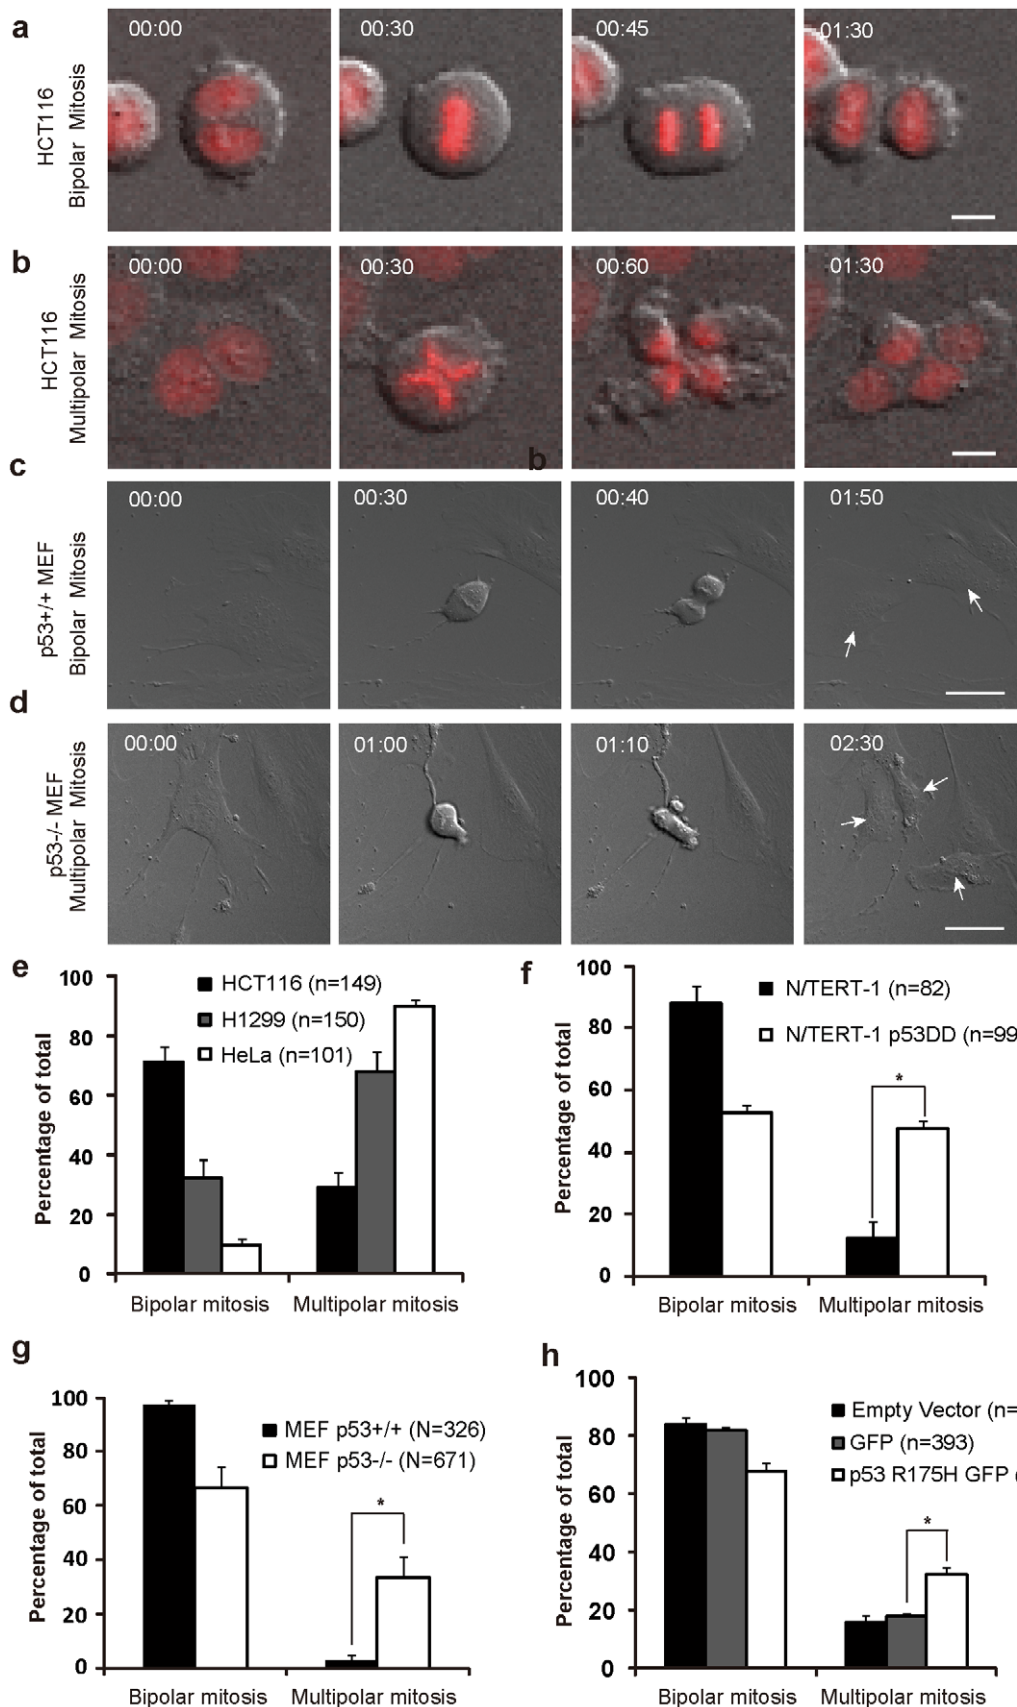 a
HCT116
Bipolar Mitosis
00:00
00:30
00:45
01:30
b
HCT116
Multipolar Mitosis
00:00
00:30
00:60
01:30
b
c
p53+/+ MEF
Bipolar Mitosis
00:00
00:30
00:40
01:50
d
p53-/- MEF
Multipolar Mitosis
00:00
01:00
01:10
02:30
e
Percentage of total
100
80
60
40
20
0
HCT116 (n=149)
H1299 (n=150)
HeLa (n=101)
Bipolar mitosis
Multipolar mitosis
f
Percentage of total
100
80
60
40
20
0
N/TERT-1 (n=82)
N/TERT-1 p53DD (n=99
*
Bipolar mitosis
Multipolar mitosis
g
Percentage of total
100
80
60
40
20
0
MEF p53+/+ (N=326)
MEF p53-/- (N=671)
*
Bipolar mitosis
Multipolar mitosis
h
Percentage of total
100
80
60
40
20
0
Empty Vector (n=
GFP (n=393)
p53 R175H GFP (
*
Bipolar mitosis
Multipolar mitosis